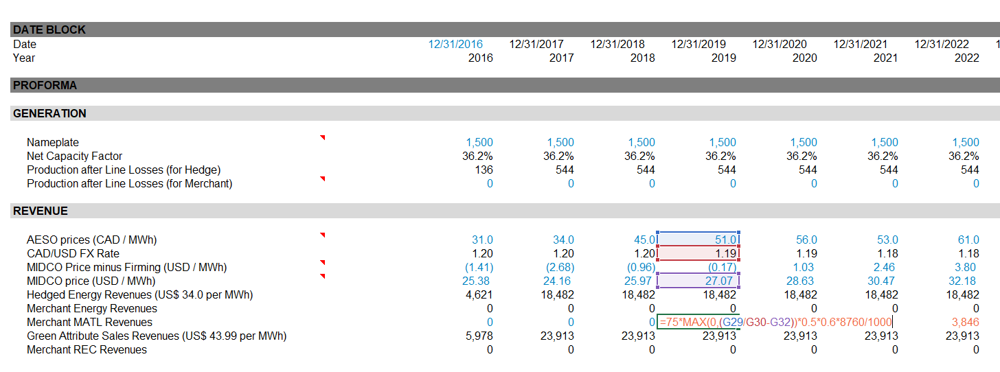 DATE BLOCK
Date 12/31/2016 12/31/2017 12/31/2018 12/31/2019 12/31/2020 12/31/2021 12/31/2022 1
Year 2016 2017 2018 2019 2020 2021 2022
PROFORMA
GENERATION
Nameplate 1,500 1,500 1,500 1,500 1,500 1,500 1,500
Net Capacity Factor 36.2% 36.2% 36.2% 36.2% 36.2% 36.2% 36.2%
Production after Line Losses (for Hedge) 136 544 544 544 544 544 544
Production after Line Losses (for Merchant) 0 0 0 0 0 0 0
REVENUE
AESO prices (CAD / MWh) 31.0 34.0 45.0 51.0 56.0 53.0 61.0
CAD/USD FX Rate 1.20 1.20 1.20 1.19 1.19 1.18 1.18
MIDCO Price minus Firming (USD / MWh) (1.41) (2.68) (0.96) (0.17) 1.03 2.46 3.80
MIDCO price (USD / MWh) 25.38 24.16 25.97 27.07 28.63 30.47 32.18
Hedged Energy Revenues (US$ 34.0 per MWh) 4,621 18,482 18,482 18,482 18,482 18,482 18,482
Merchant Energy Revenues 0 0 0 0 0 0 0
Merchant MATL Revenues 0 0 0 =75*MAX(0,(G29/G30-G32))*0.5*0.6*8760/1000 3,846
Green Attribute Sales Revenues (US$ 43.99 per MWh) 5,978 23,913 23,913 23,913 23,913 23,913 23,913
Merchant REC Revenues 0 0 0 0 0 0 0